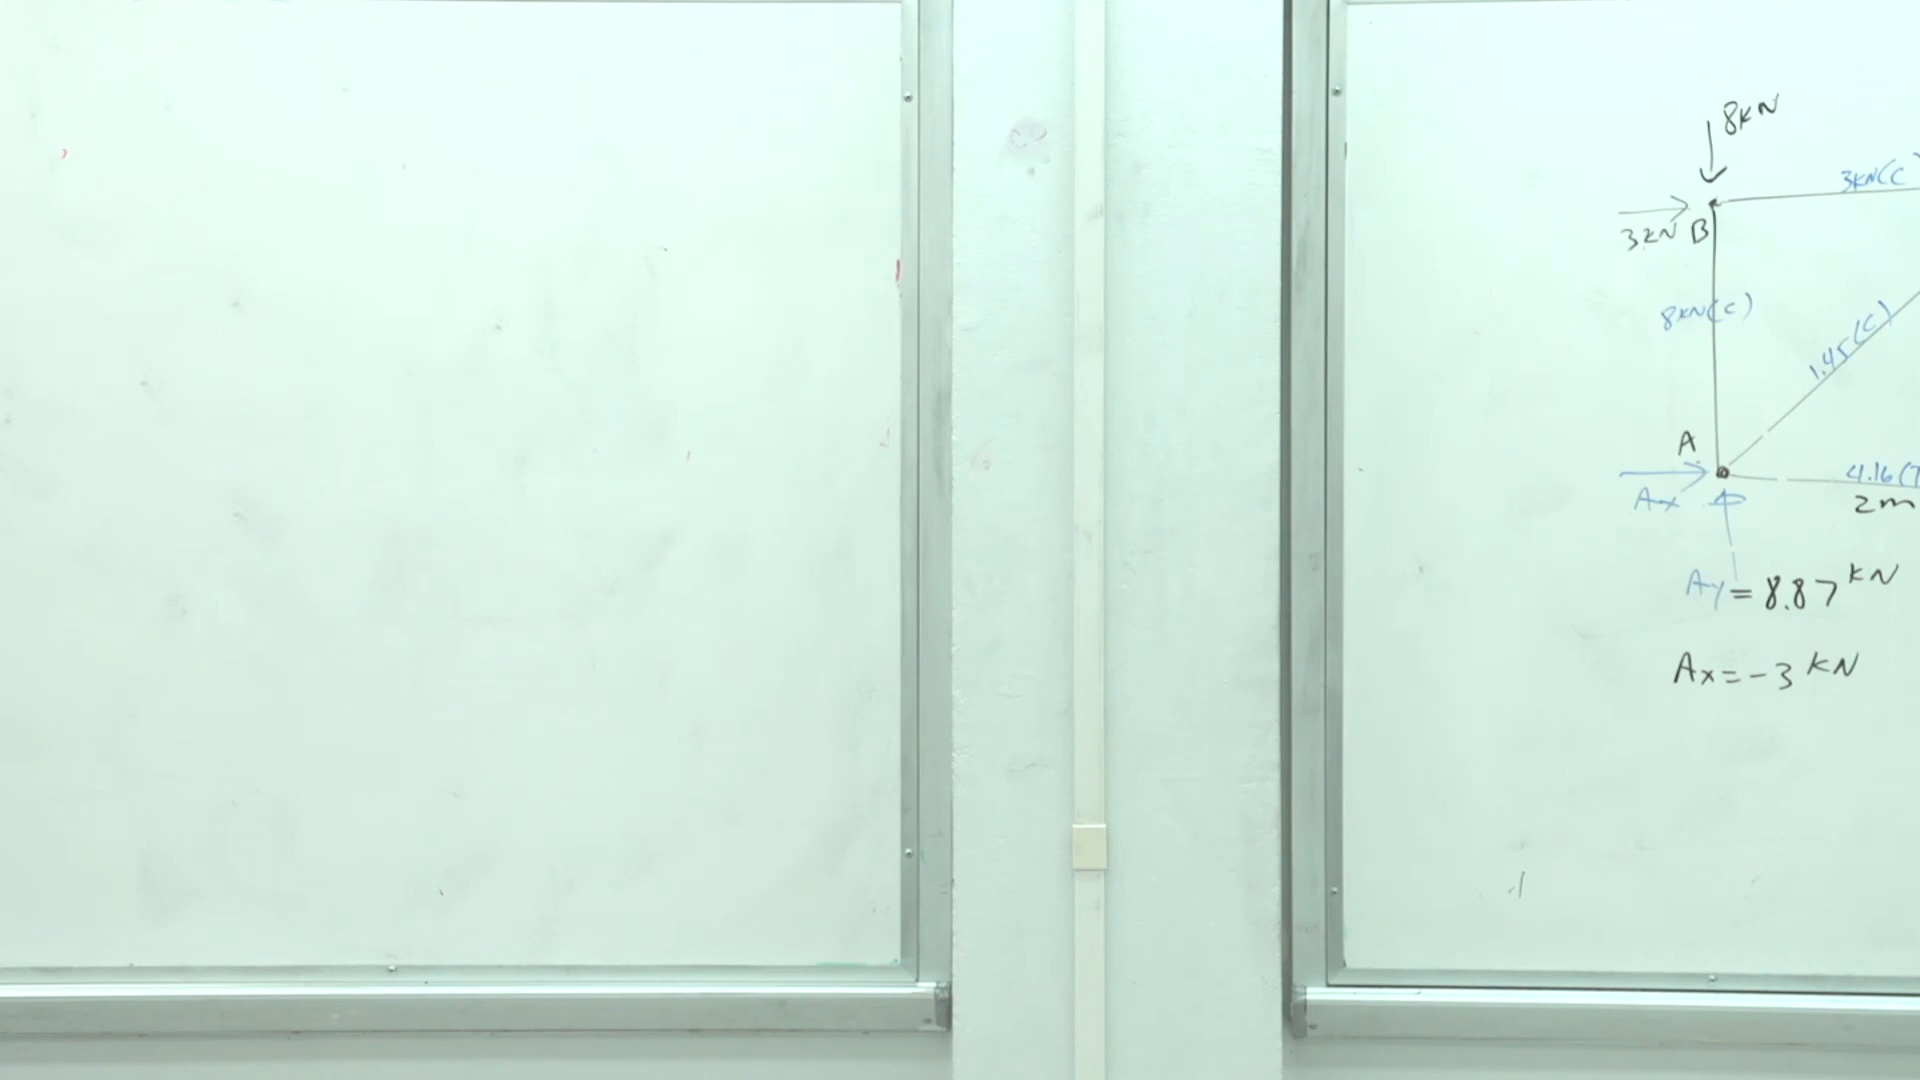 8KN
3KN(C
3KN B
8KN(C)
1.45(C)
A
4.16(T
Ax
2m
Ay = 8.87 KN
Ax = -3 KN